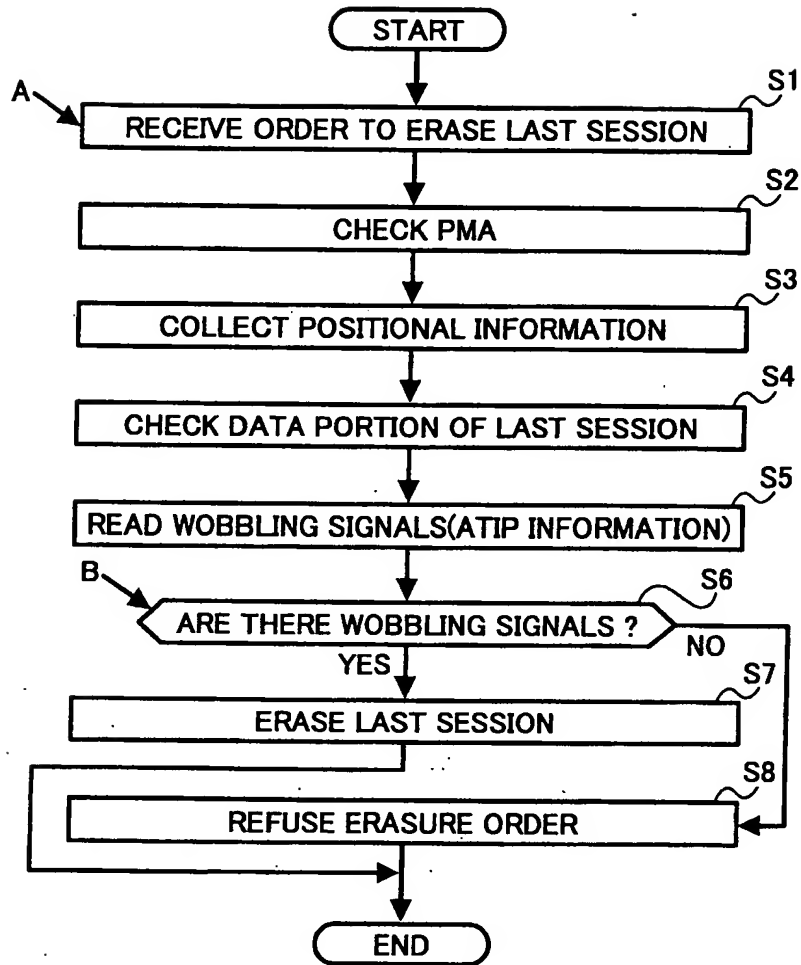 START
A
S1
RECEIVE ORDER TO ERASE LAST SESSION
S2
CHECK PMA
S3
COLLECT POSITIONAL INFORMATION
S4
CHECK DATA PORTION OF LAST SESSION
S5
READ WOBBLING SIGNALS(ATIP INFORMATION)
B
S6
ARE THERE WOBBLING SIGNALS ?
NO
YES
S7
ERASE LAST SESSION
S8
REFUSE ERASURE ORDER
END